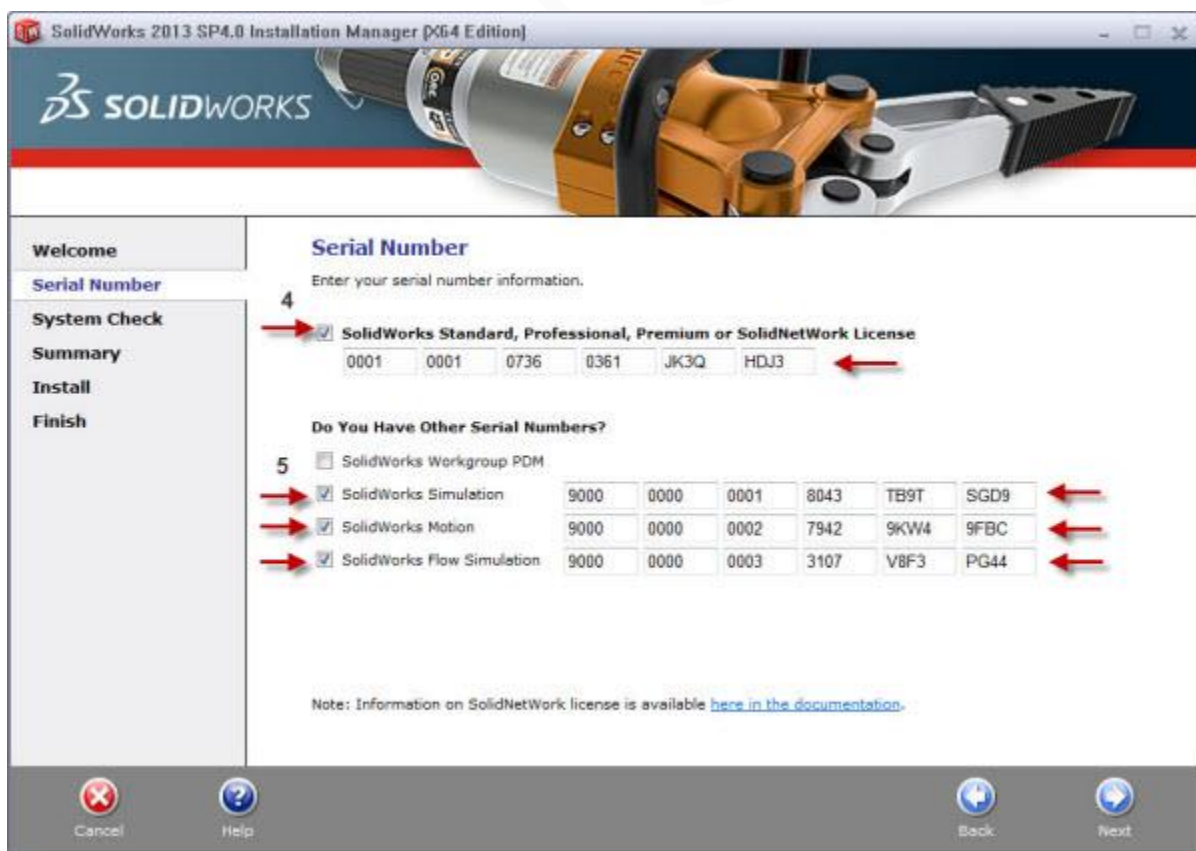 SolidWorks 2013 SP4.0 Installation Manager (X64 Edition)
SOLIDWORKS
Welcome
Serial Number
System Check
Summary
Install
Finish
Serial Number
Enter your serial number information.
4
SolidWorks Standard, Professional, Premium or SolidNetWork License
0001 0001 0736 0361 JK3Q HDJ3
Do You Have Other Serial Numbers?
5 SolidWorks Workgroup PDM
SolidWorks Simulation 9000 0000 0001 8043 TB9T SGD9
SolidWorks Motion 9000 0000 0002 7942 9KW4 9FBC
SolidWorks Flow Simulation 9000 0000 0003 3107 V8F3 PG44
Note: Information on SolidNetWork license is available here in the documentation.
Cancel Help Back Next